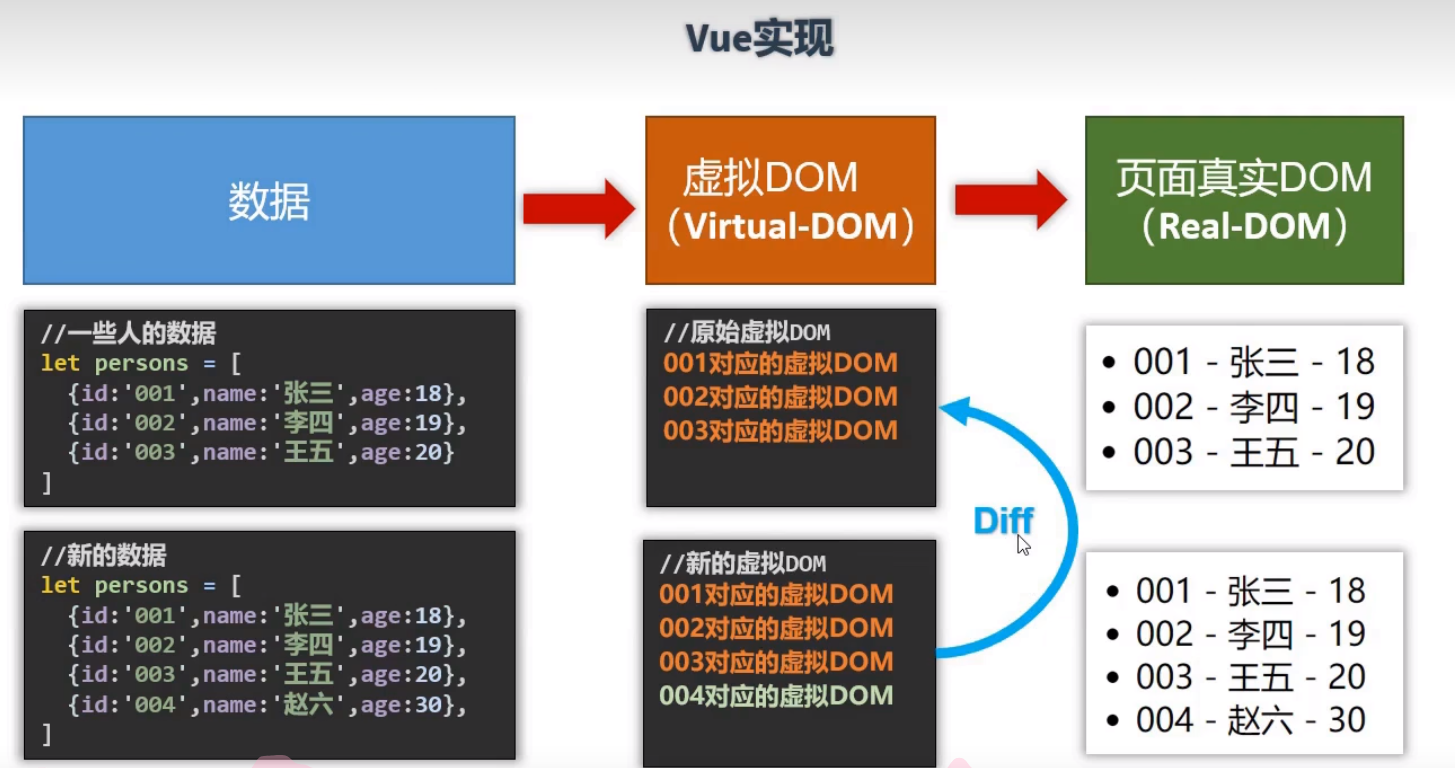 Vue实现
数据
虚拟DOM
（Virtual-DOM）
页面真实DOM
（Real-DOM）
//一些人的数据
let persons = [
{id:'001',name:'张三',age:18},
{id:'002',name:'李四',age:19},
{id:'003',name:'王五',age:20}
]
//原始虚拟DOM
001对应的虚拟DOM
002对应的虚拟DOM
003对应的虚拟DOM
• 001 - 张三 - 18
• 002 - 李四 - 19
• 003 - 王五 - 20
Diff
//新的数据
let persons = [
{id:'001',name:'张三',age:18},
{id:'002',name:'李四',age:19},
{id:'003',name:'王五',age:20},
{id:'004',name:'赵六',age:30},
]
//新的虚拟DOM
001对应的虚拟DOM
002对应的虚拟DOM
003对应的虚拟DOM
004对应的虚拟DOM
• 001 - 张三 - 18
• 002 - 李四 - 19
• 003 - 王五 - 20
• 004 - 赵六 - 30